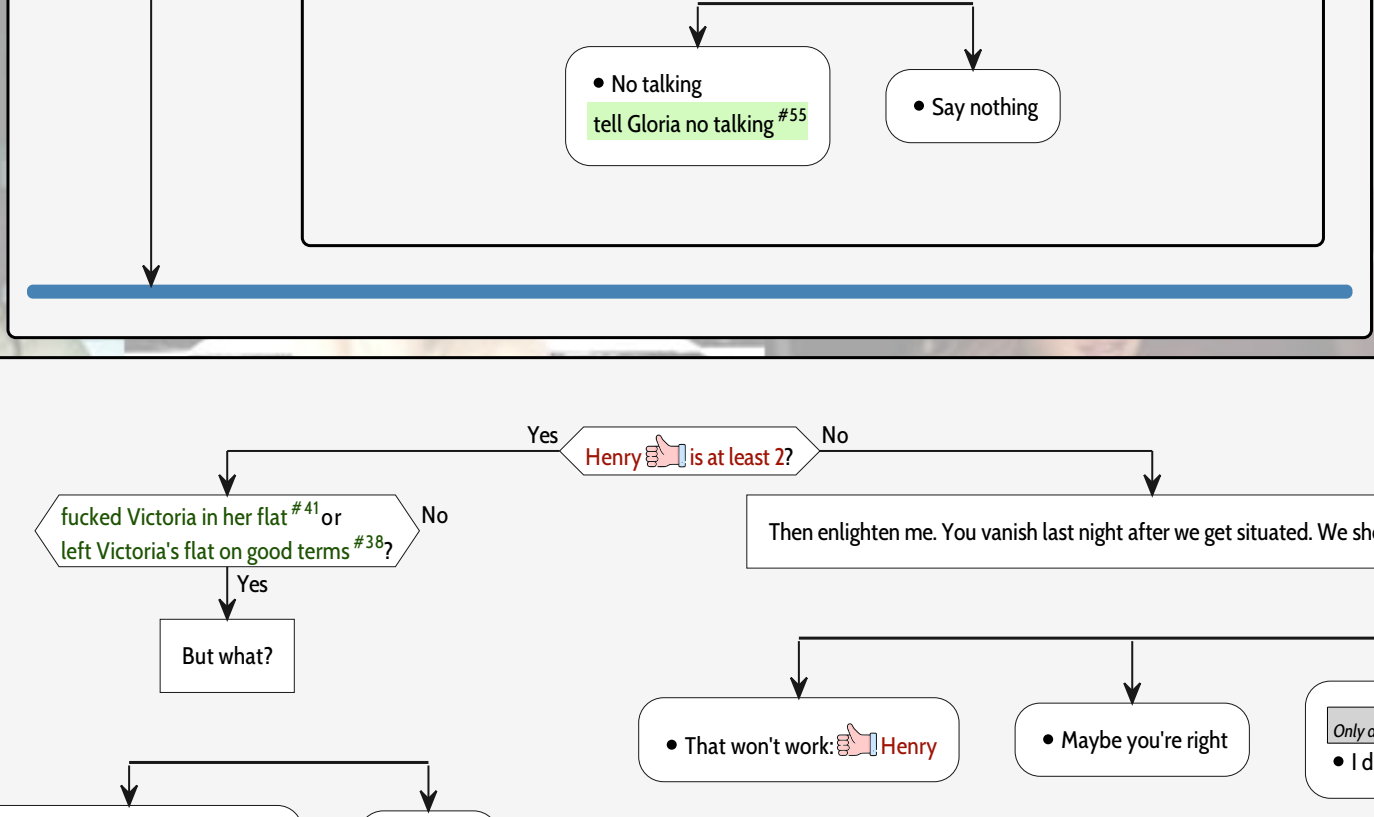 • No talking
tell Gloria no talking #55
• Say nothing
Yes
Henry is at least 2?
No
fucked Victoria in her flat #41 or
left Victoria's flat on good terms #38?
No
Then enlighten me. You vanish last night after we get situated. We
Yes
But what?
• That won't work: Henry
• Maybe you're right
Only
• I